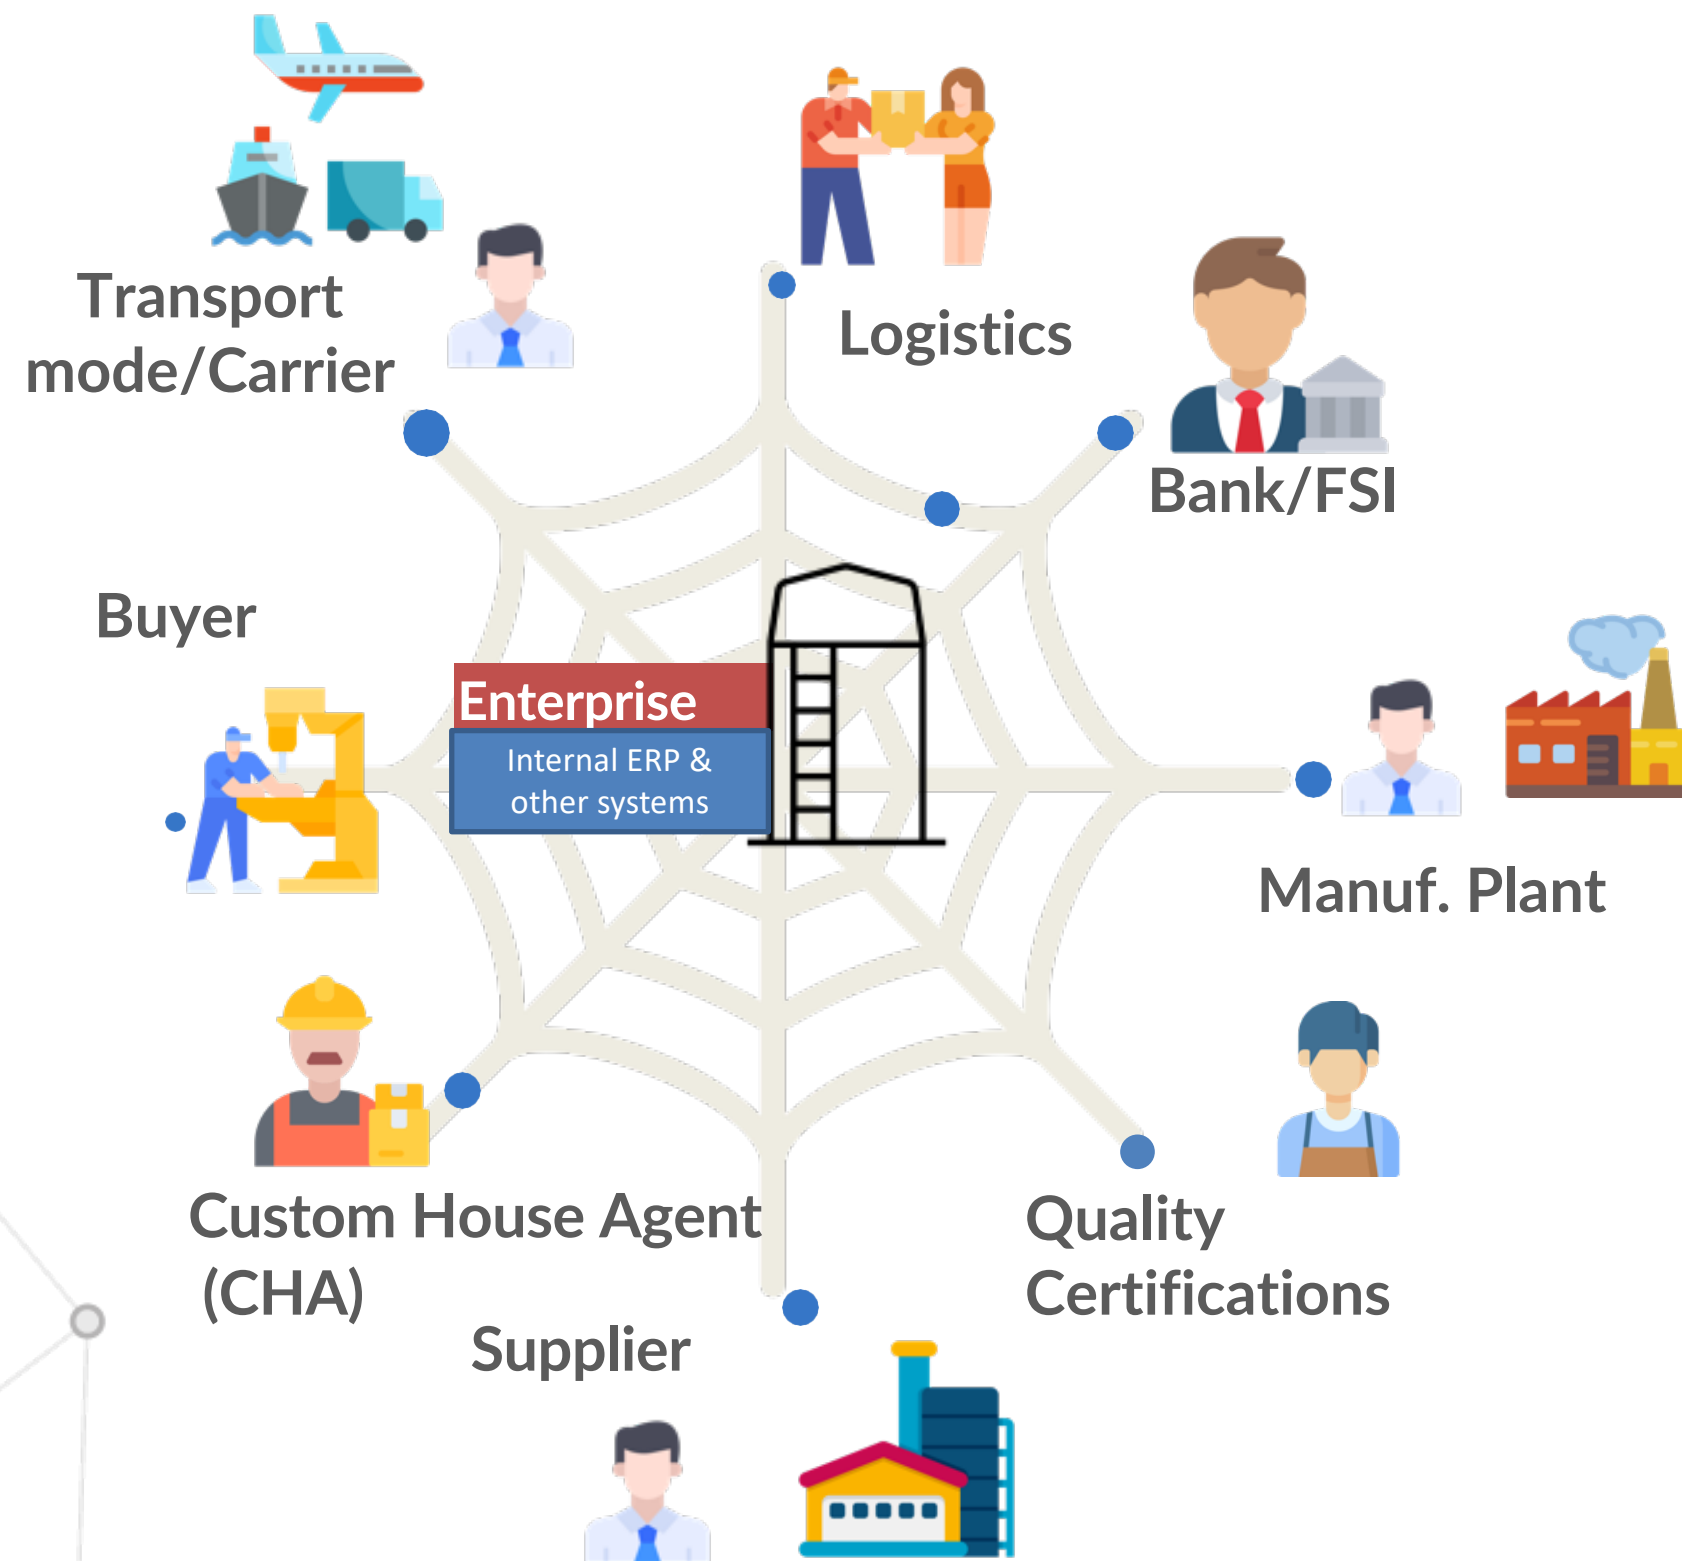 Transport
mode/Carrier
Logistics
Bank/FSI
Buyer
Enterprise
Internal ERP &
other systems
Manuf. Plant
Custom House Agent
(CHA)
Quality
Certifications
Supplier